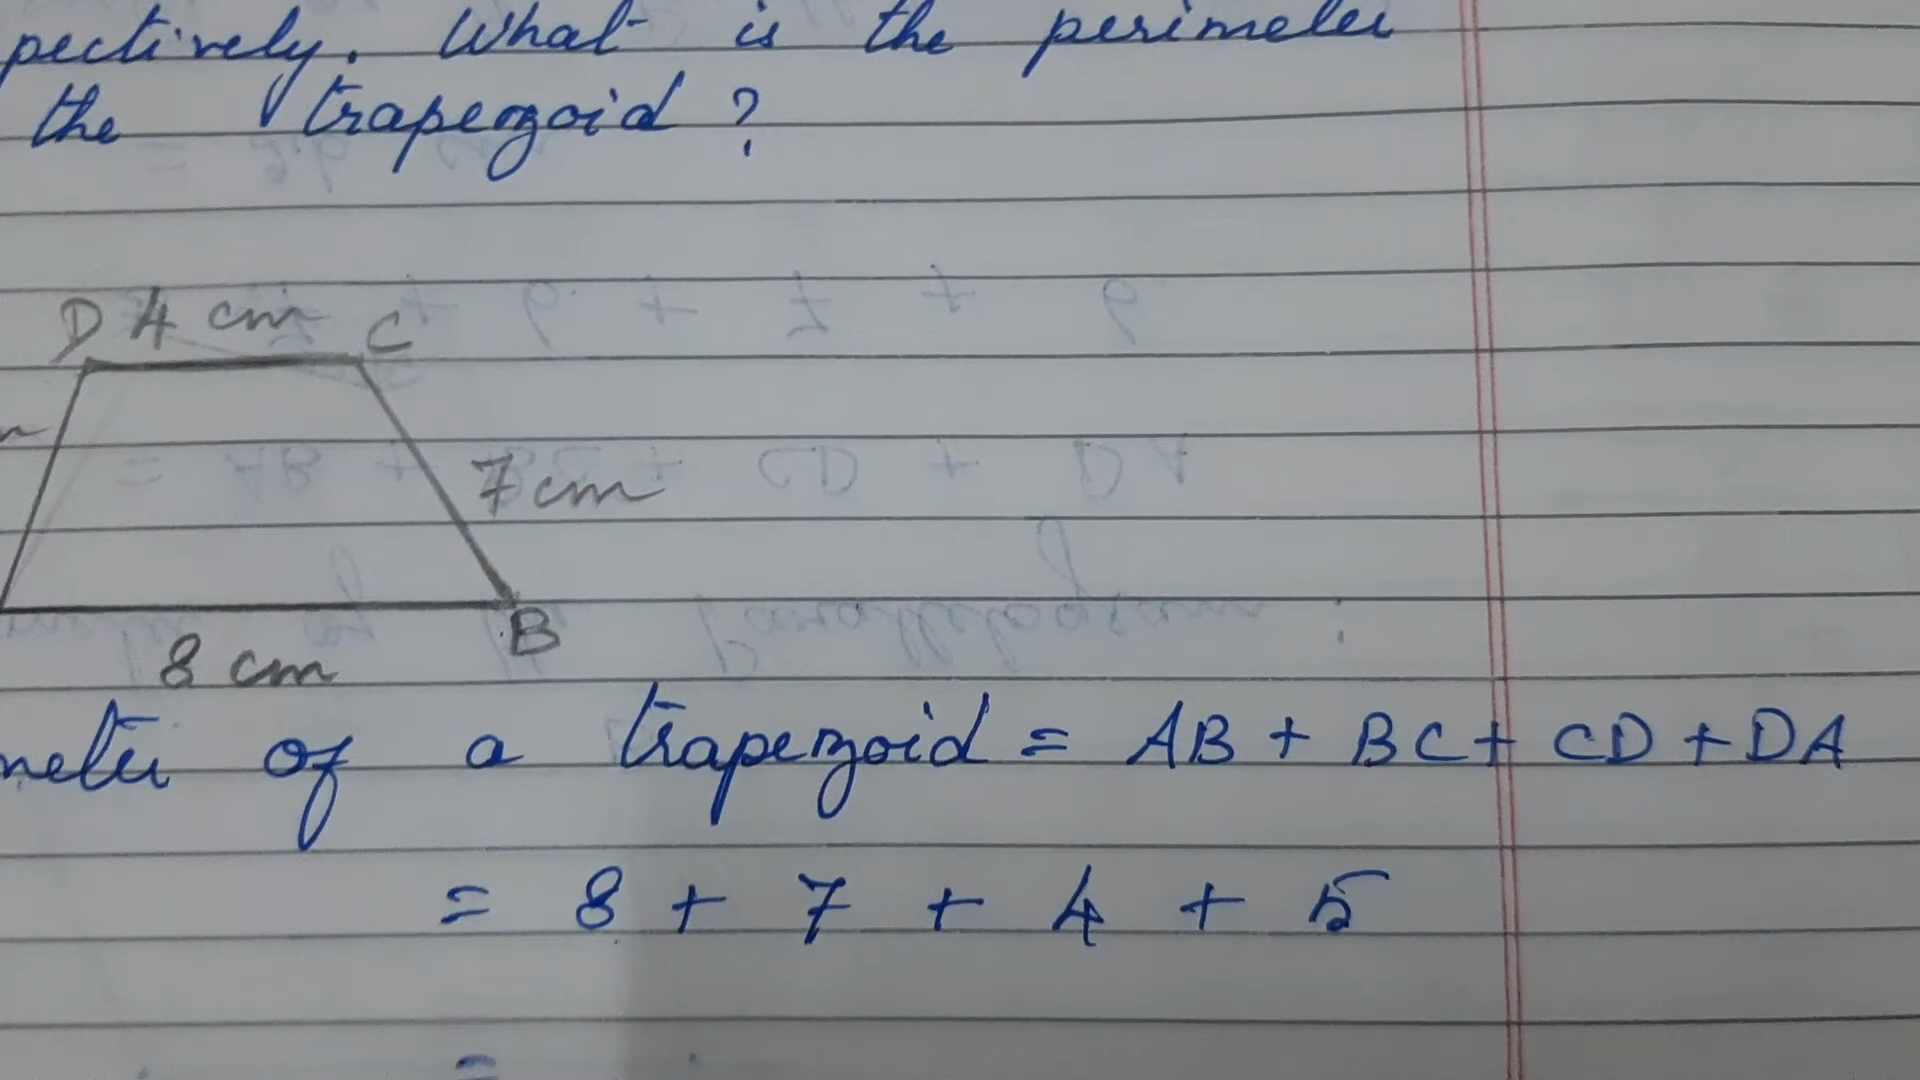 pectively. What is the perimeter
the trapezoid?
D 4 cm C
7 cm
B
8 cm
meter of a trapezoid = AB + BC + CD + DA
= 8 + 7 + 4 + 5
=